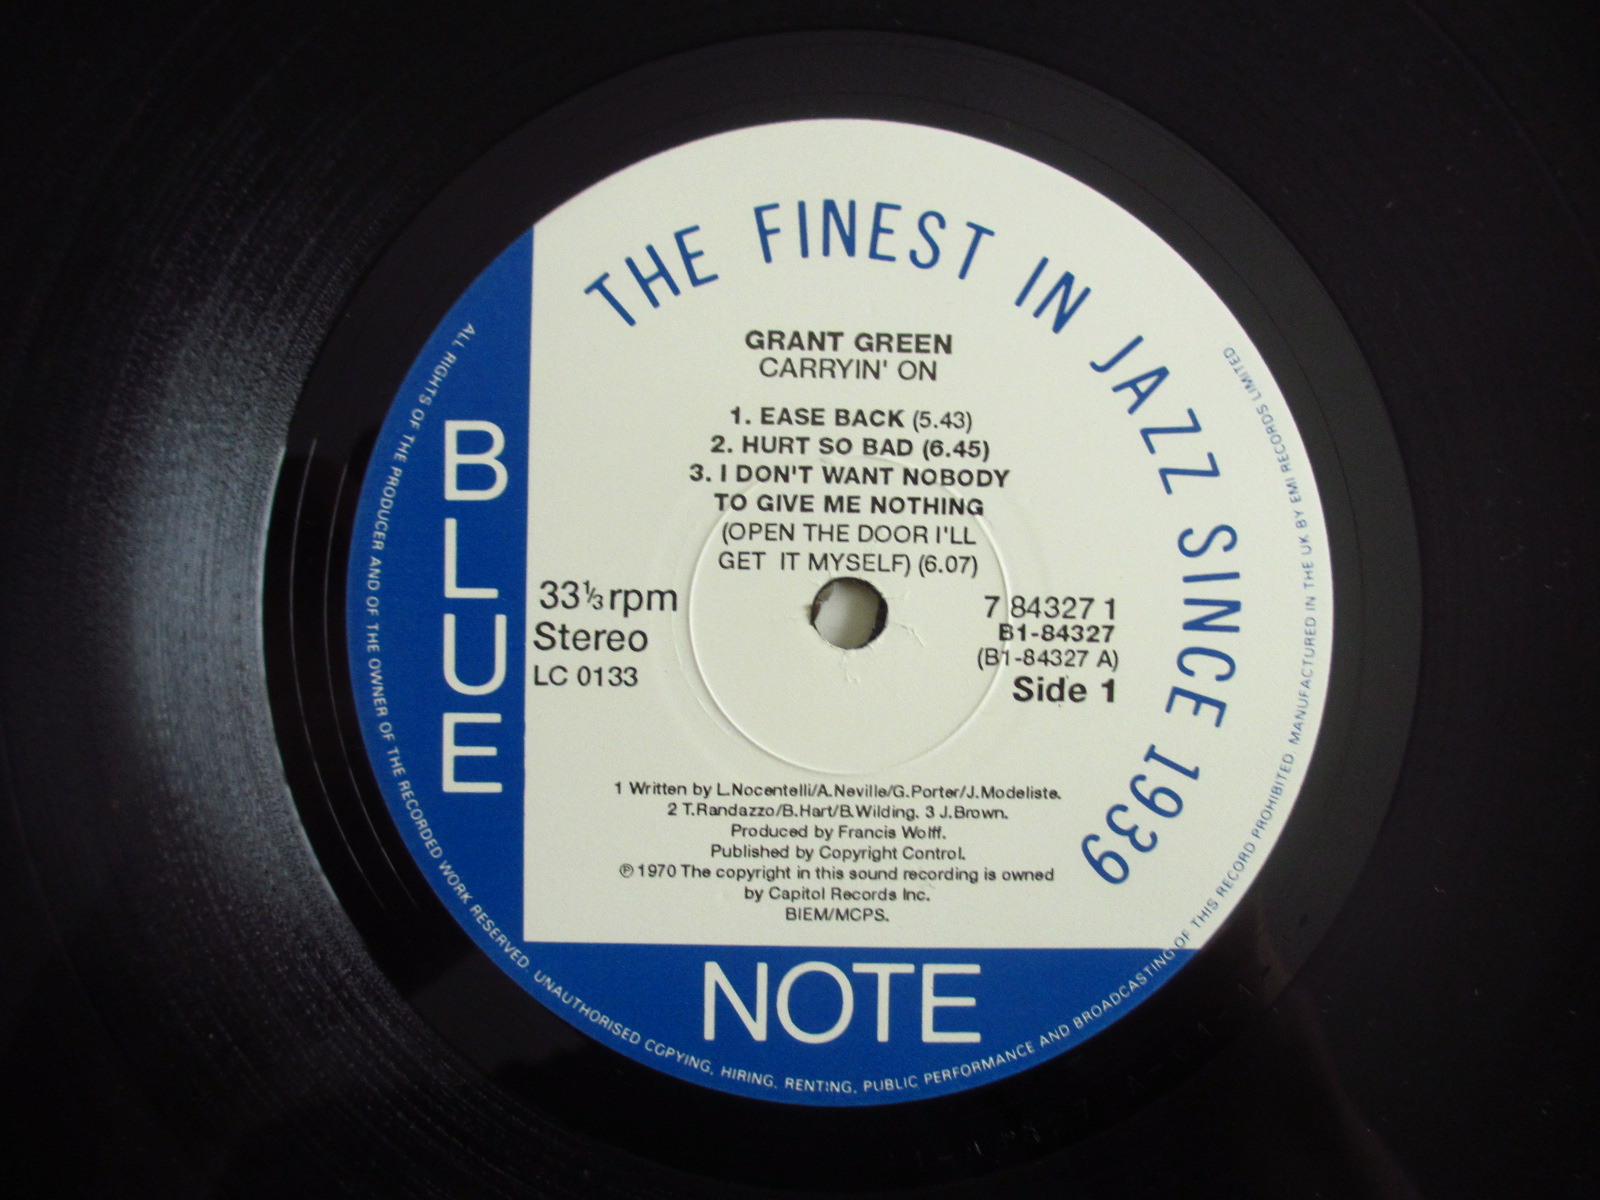 THE FINEST IN JAZZ SINCE 1939
GRANT GREEN
CARRYIN' ON
1. EASE BACK (5.43)
2. HURT SO BAD (6.45)
3. I DON'T WANT NOBODY
TO GIVE ME NOTHING
(OPEN THE DOOR I'LL
GET IT MYSELF) (6.07)
33⅓ rpm
Stereo
LC 0133
7 84327 1
B1-84327
(B1-84327 A)
Side 1
1 Written by L.Nocentelli/A.Neville/G.Porter/J.Modeliste.
2 T.Randazzo/B.Hart/B.Wilding. 3 J.Brown.
Produced by Francis Wolff.
Published by Copyright Control.
℗ 1970 The copyright in this sound recording is owned
by Capitol Records Inc.
BIEM/MCPS.
BLUE
NOTE
ALL RIGHTS OF THE PRODUCER AND OF THE OWNER OF THE RECORDED WORK RESERVED. UNAUTHORISED COPYING, HIRING, RENTING, PUBLIC PERFORMANCE AND BROADCASTING OF THIS RECORD PROHIBITED. MANUFACTURED IN THE UK BY EMI RECORDS LIMITED